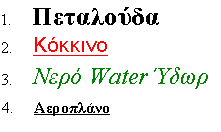 1. Πεταλούδα
2. Κόκκινο
3. Νερό Water Ύδωρ
4. Αεροπλάνο